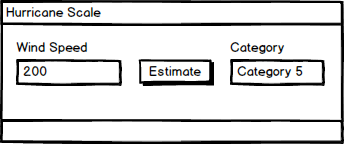 Hurricane Scale
Wind Speed
Category
200
Estimate
Category 5